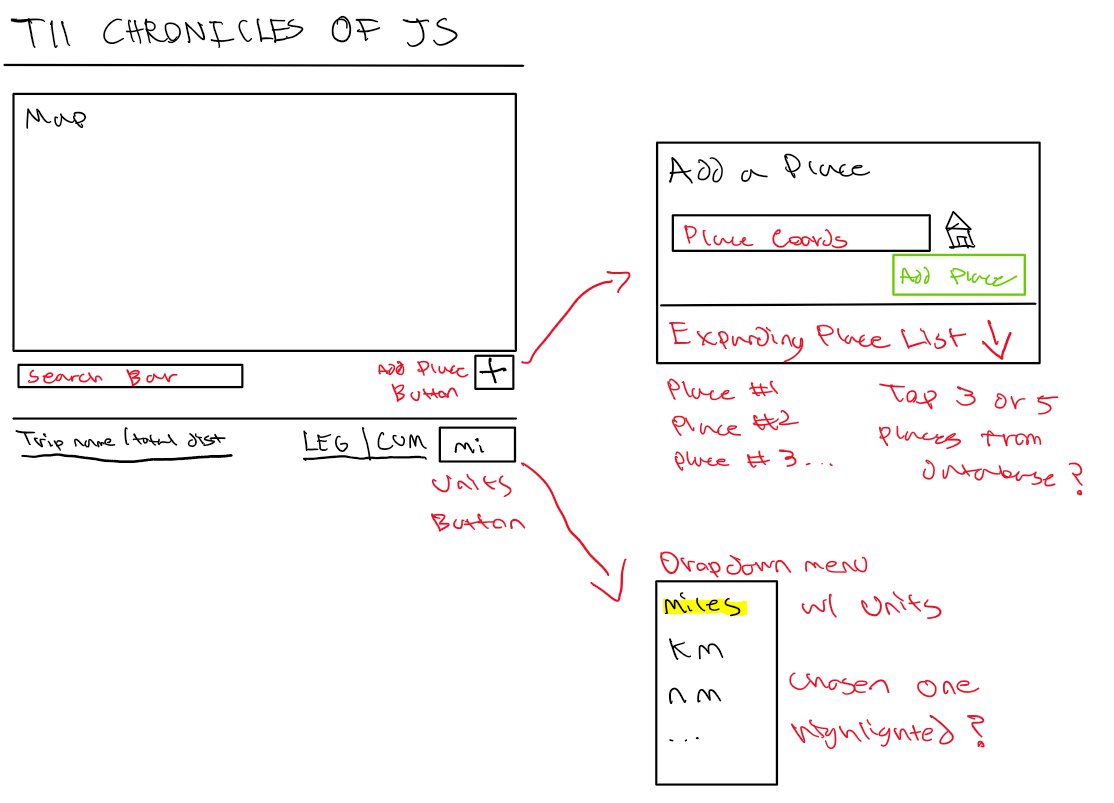 T11 CHRONICLES OF JS
Map
Search Bar
Add Place
Button
+
Trip name / total dist
LEG | CUM
mi
Units
Button
Add a Place
Place Coords
Add Place
Expanding Place List
Place #1
Place #2
place # 3...
Top 3 or 5
places from
Database?
Dropdown menu
w/ Units
miles
km
nm
...
Chosen one
highlighted?